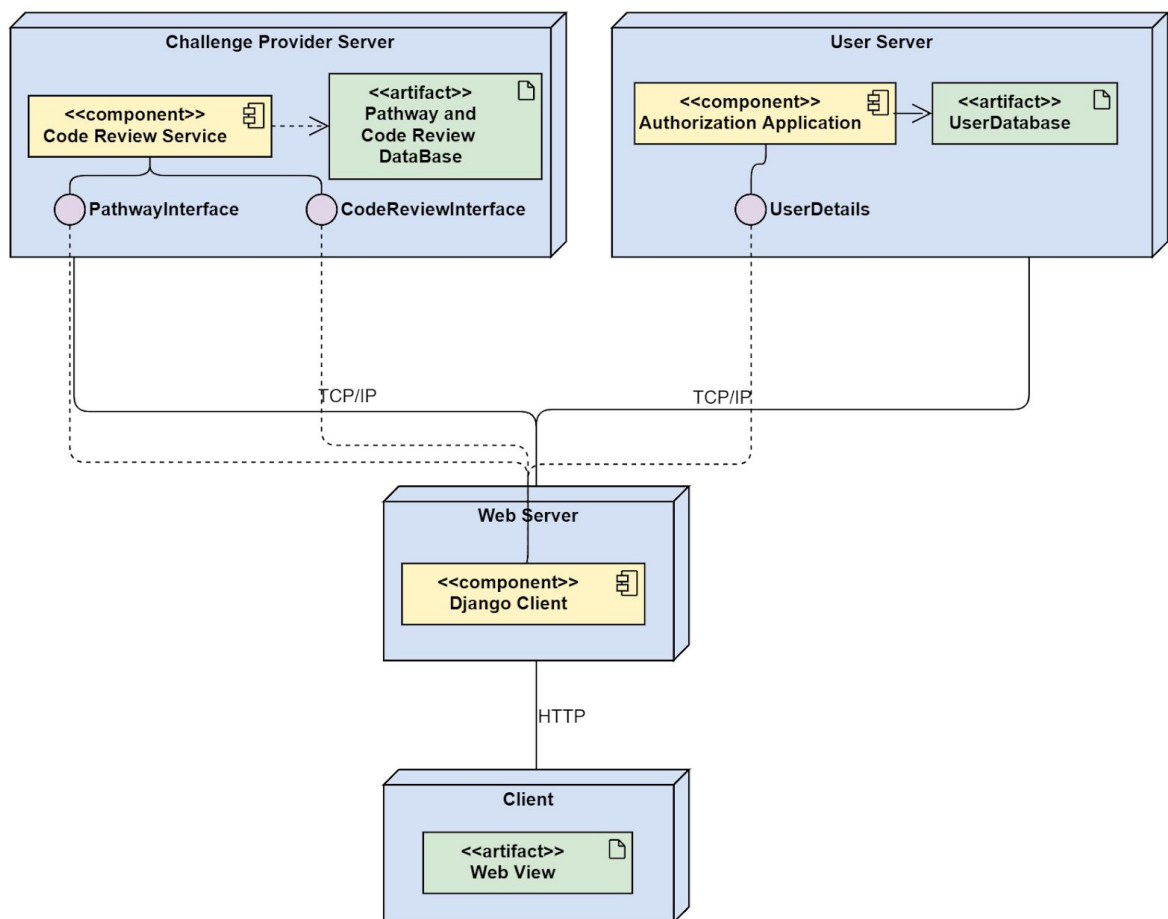 Challenge Provider Server
<<component>>
Code Review Service
<<artifact>>
Pathway and
Code Review
DataBase
PathwayInterface
CodeReviewInterface
User Server
<<component>>
Authorization Application
<<artifact>>
UserDatabase
UserDetails
TCP/IP
TCP/IP
Web Server
<<component>>
Django Client
HTTP
Client
<<artifact>>
Web View